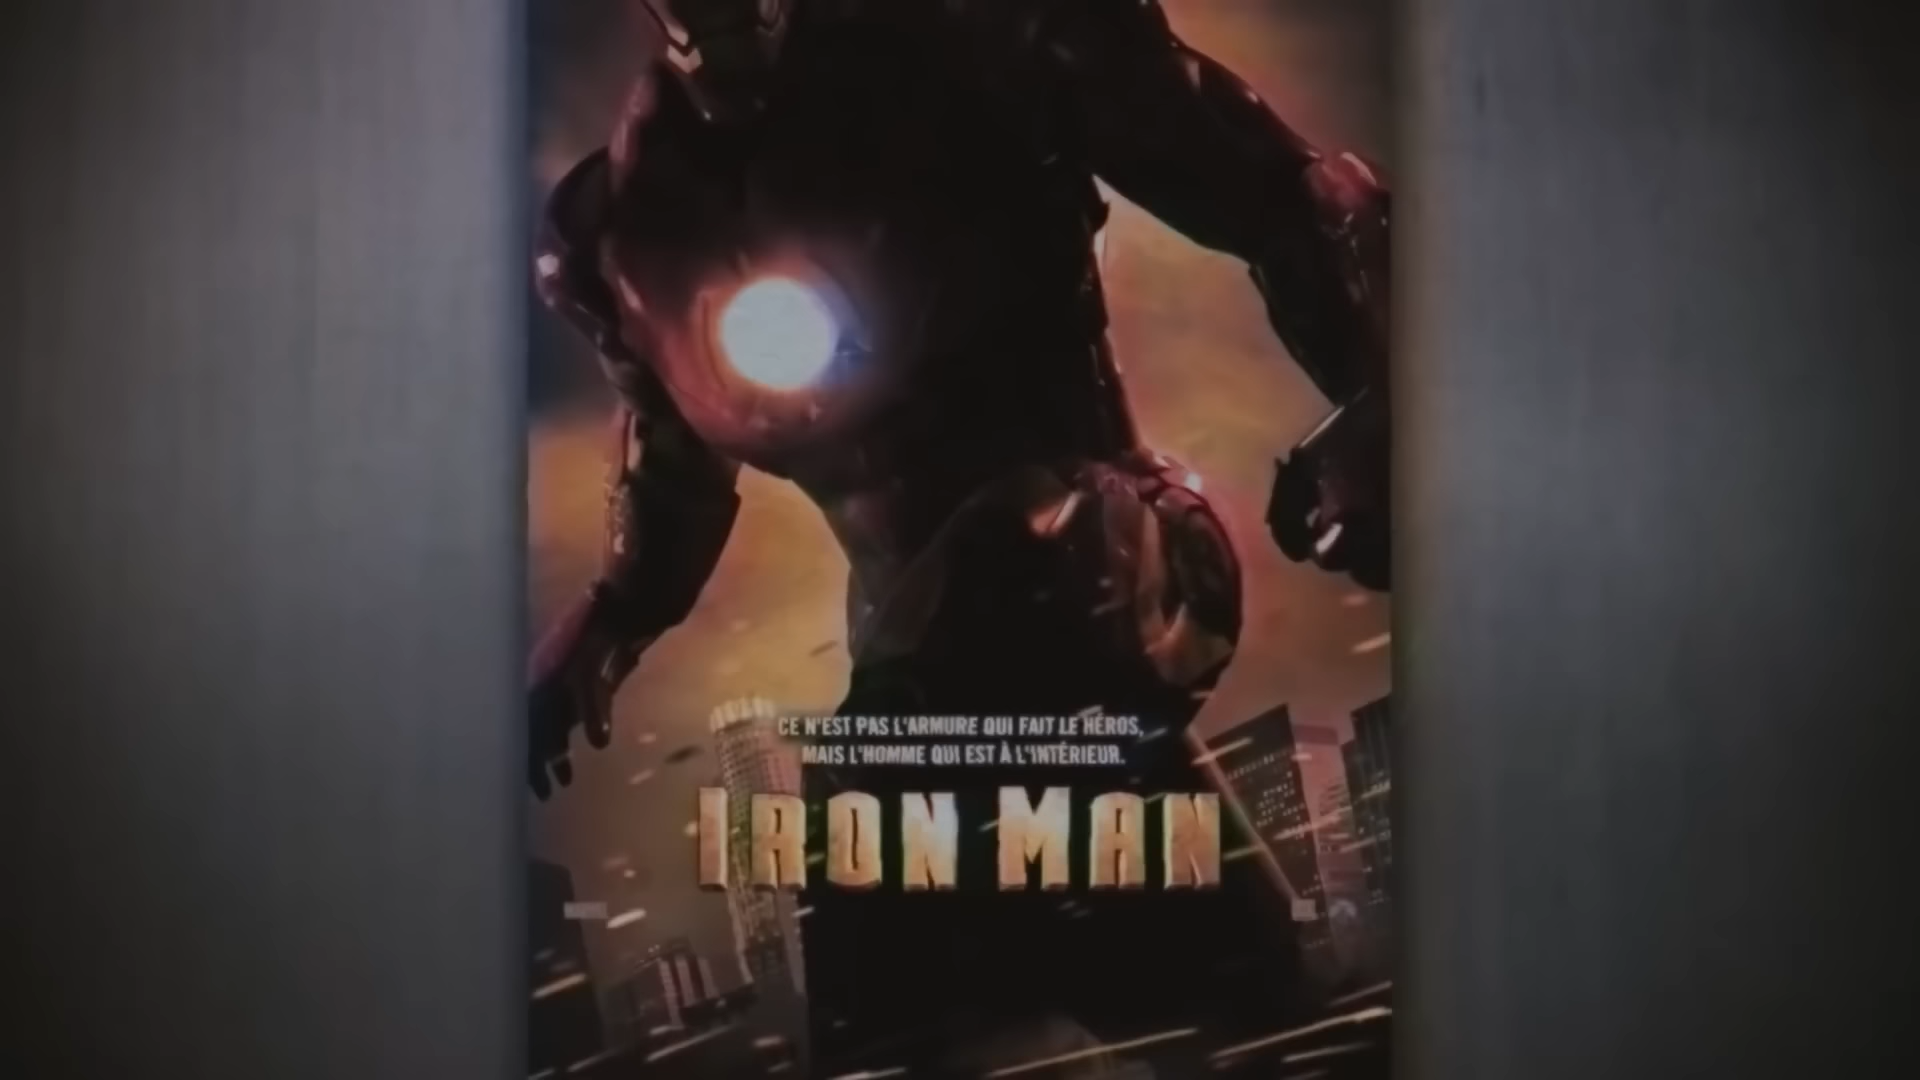 CE N'EST PAS L'ARMURE QUI FAIT LE HÉROS,
MAIS L'HOMME QUI EST À L'INTÉRIEUR.
IRON MAN